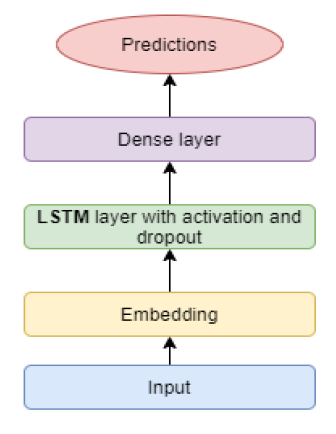 Predictions
Dense layer
LSTM layer with activation and
dropout
Embedding
Input